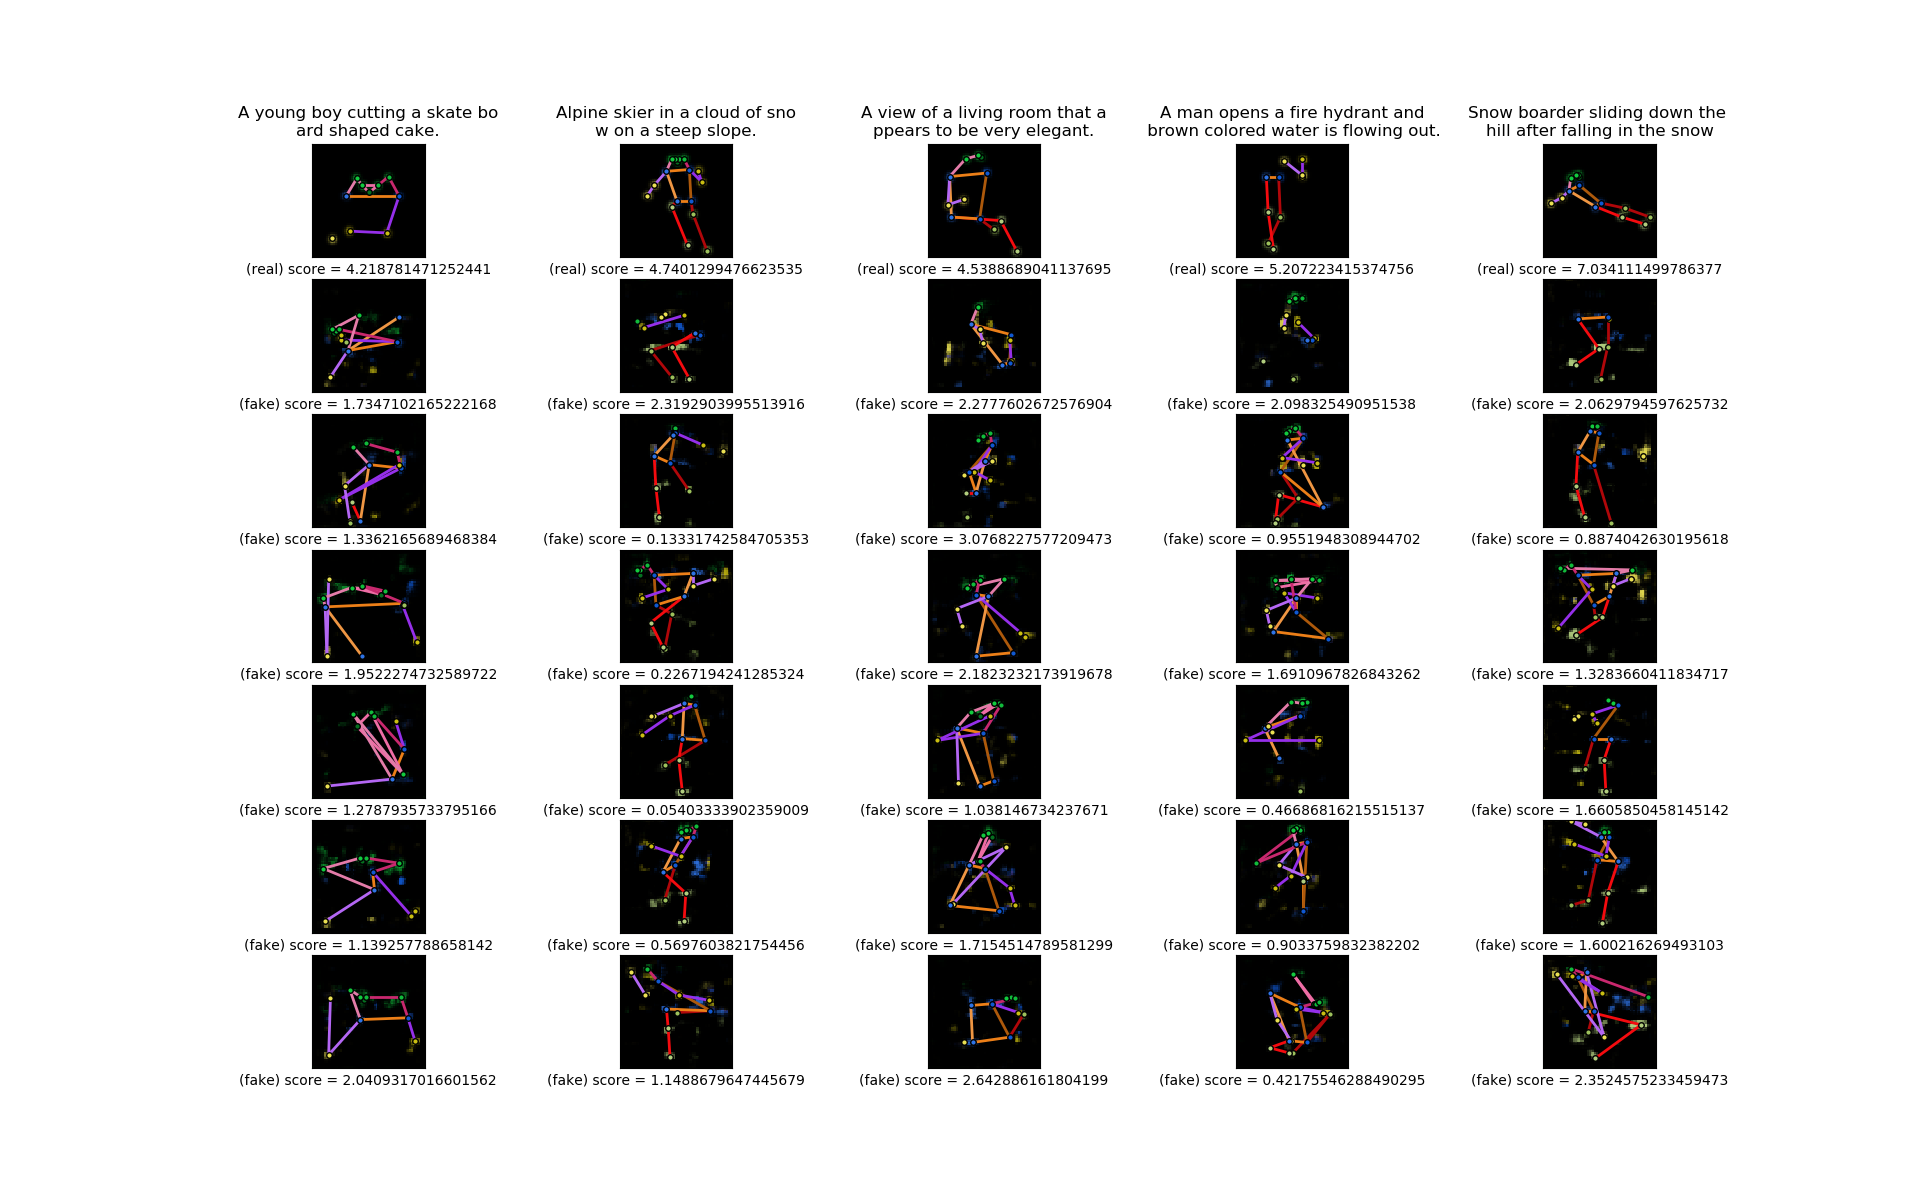 A young boy cutting a skate bo
ard shaped cake.
Alpine skier in a cloud of sno
w on a steep slope.
A view of a living room that a
ppears to be very elegant.
A man opens a fire hydrant and
brown colored water is flowing out.
Snow boarder sliding down the
hill after falling in the snow
(real) score = 4.218781471252441
(real) score = 4.7401299476623535
(real) score = 4.5388689041137695
(real) score = 5.207223415374756
(real) score = 7.034111499786377
(fake) score = 1.7347102165222168
(fake) score = 2.3192903995513916
(fake) score = 2.2777602672576904
(fake) score = 2.098325490951538
(fake) score = 2.0629794597625732
(fake) score = 1.3362165689468384
(fake) score = 0.13331742584705353
(fake) score = 3.0768227577209473
(fake) score = 0.9551948308944702
(fake) score = 0.8874042630195618
(fake) score = 1.9522274732589722
(fake) score = 0.2267194241285324
(fake) score = 2.1823232173919678
(fake) score = 1.6910967826843262
(fake) score = 1.3283660411834717
(fake) score = 1.2787935733795166
(fake) score = 0.05403333902359009
(fake) score = 1.038146734237671
(fake) score = 0.46686816215515137
(fake) score = 1.6605850458145142
(fake) score = 1.139257788658142
(fake) score = 0.5697603821754456
(fake) score = 1.7154514789581299
(fake) score = 0.9033759832382202
(fake) score = 1.600216269493103
(fake) score = 2.0409317016601562
(fake) score = 1.1488679647445679
(fake) score = 2.642886161804199
(fake) score = 0.42175546288490295
(fake) score = 2.3524575233459473